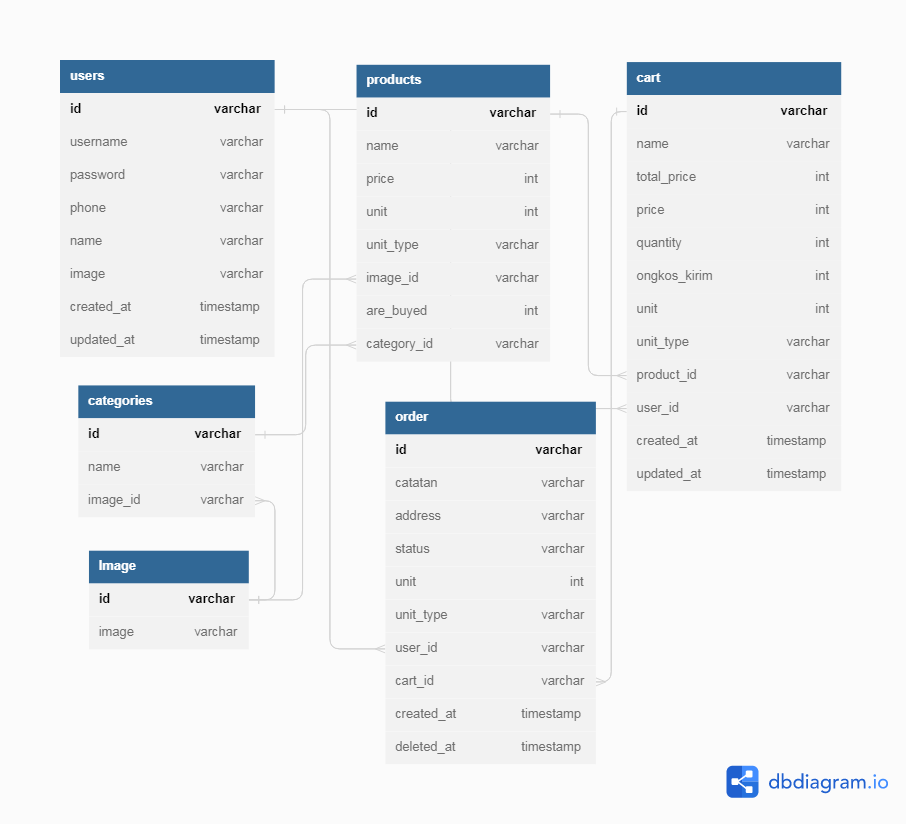 users
id varchar
username varchar
password varchar
phone varchar
name varchar
image varchar
created_at timestamp
updated_at timestamp
products
id varchar
name varchar
price int
unit int
unit_type varchar
image_id varchar
are_buyed int
category_id varchar
cart
id varchar
name varchar
total_price int
price int
quantity int
ongkos_kirim int
unit int
unit_type varchar
product_id varchar
user_id varchar
created_at timestamp
updated_at timestamp
categories
id varchar
name varchar
image_id varchar
order
id varchar
catatan varchar
address varchar
status varchar
unit int
unit_type varchar
user_id varchar
cart_id varchar
created_at timestamp
deleted_at timestamp
Image
id varchar
image varchar
dbdiagram.io